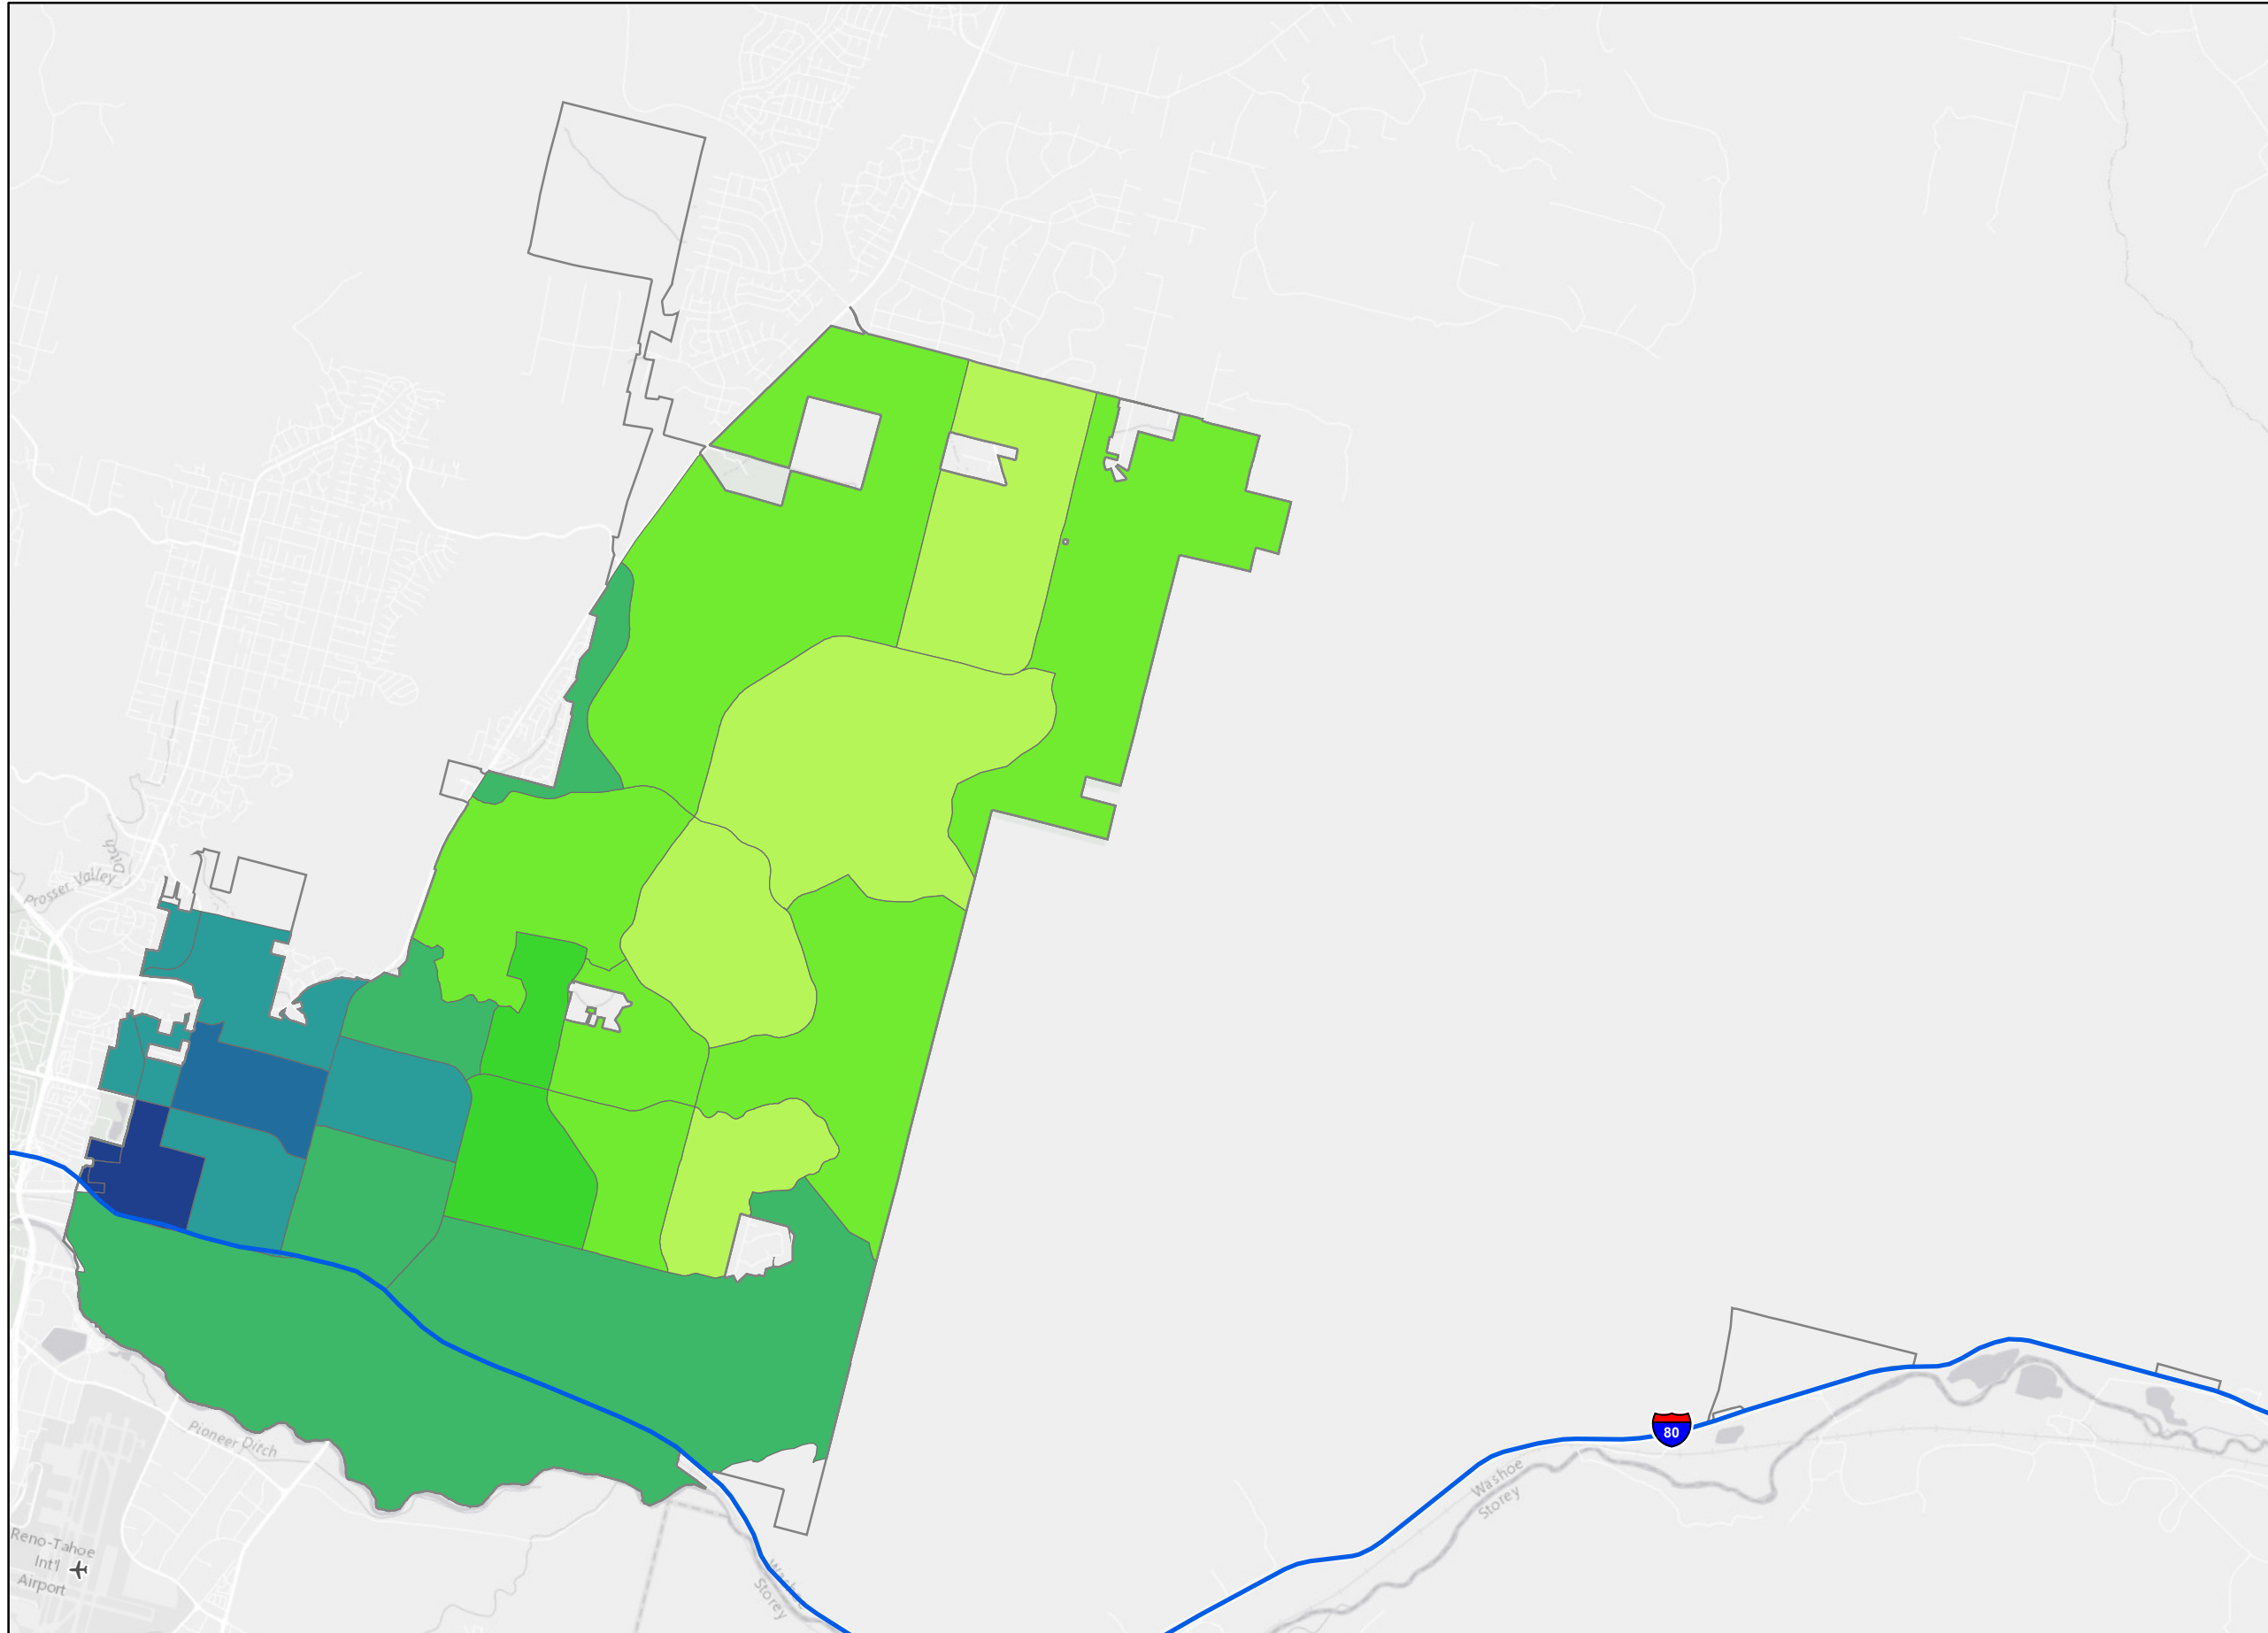 Ditch
Prosser Valley
Pioneer Ditch
80
Washoe
Storey
Reno-Tahoe
Int'l
Airport
Washoe
Storey